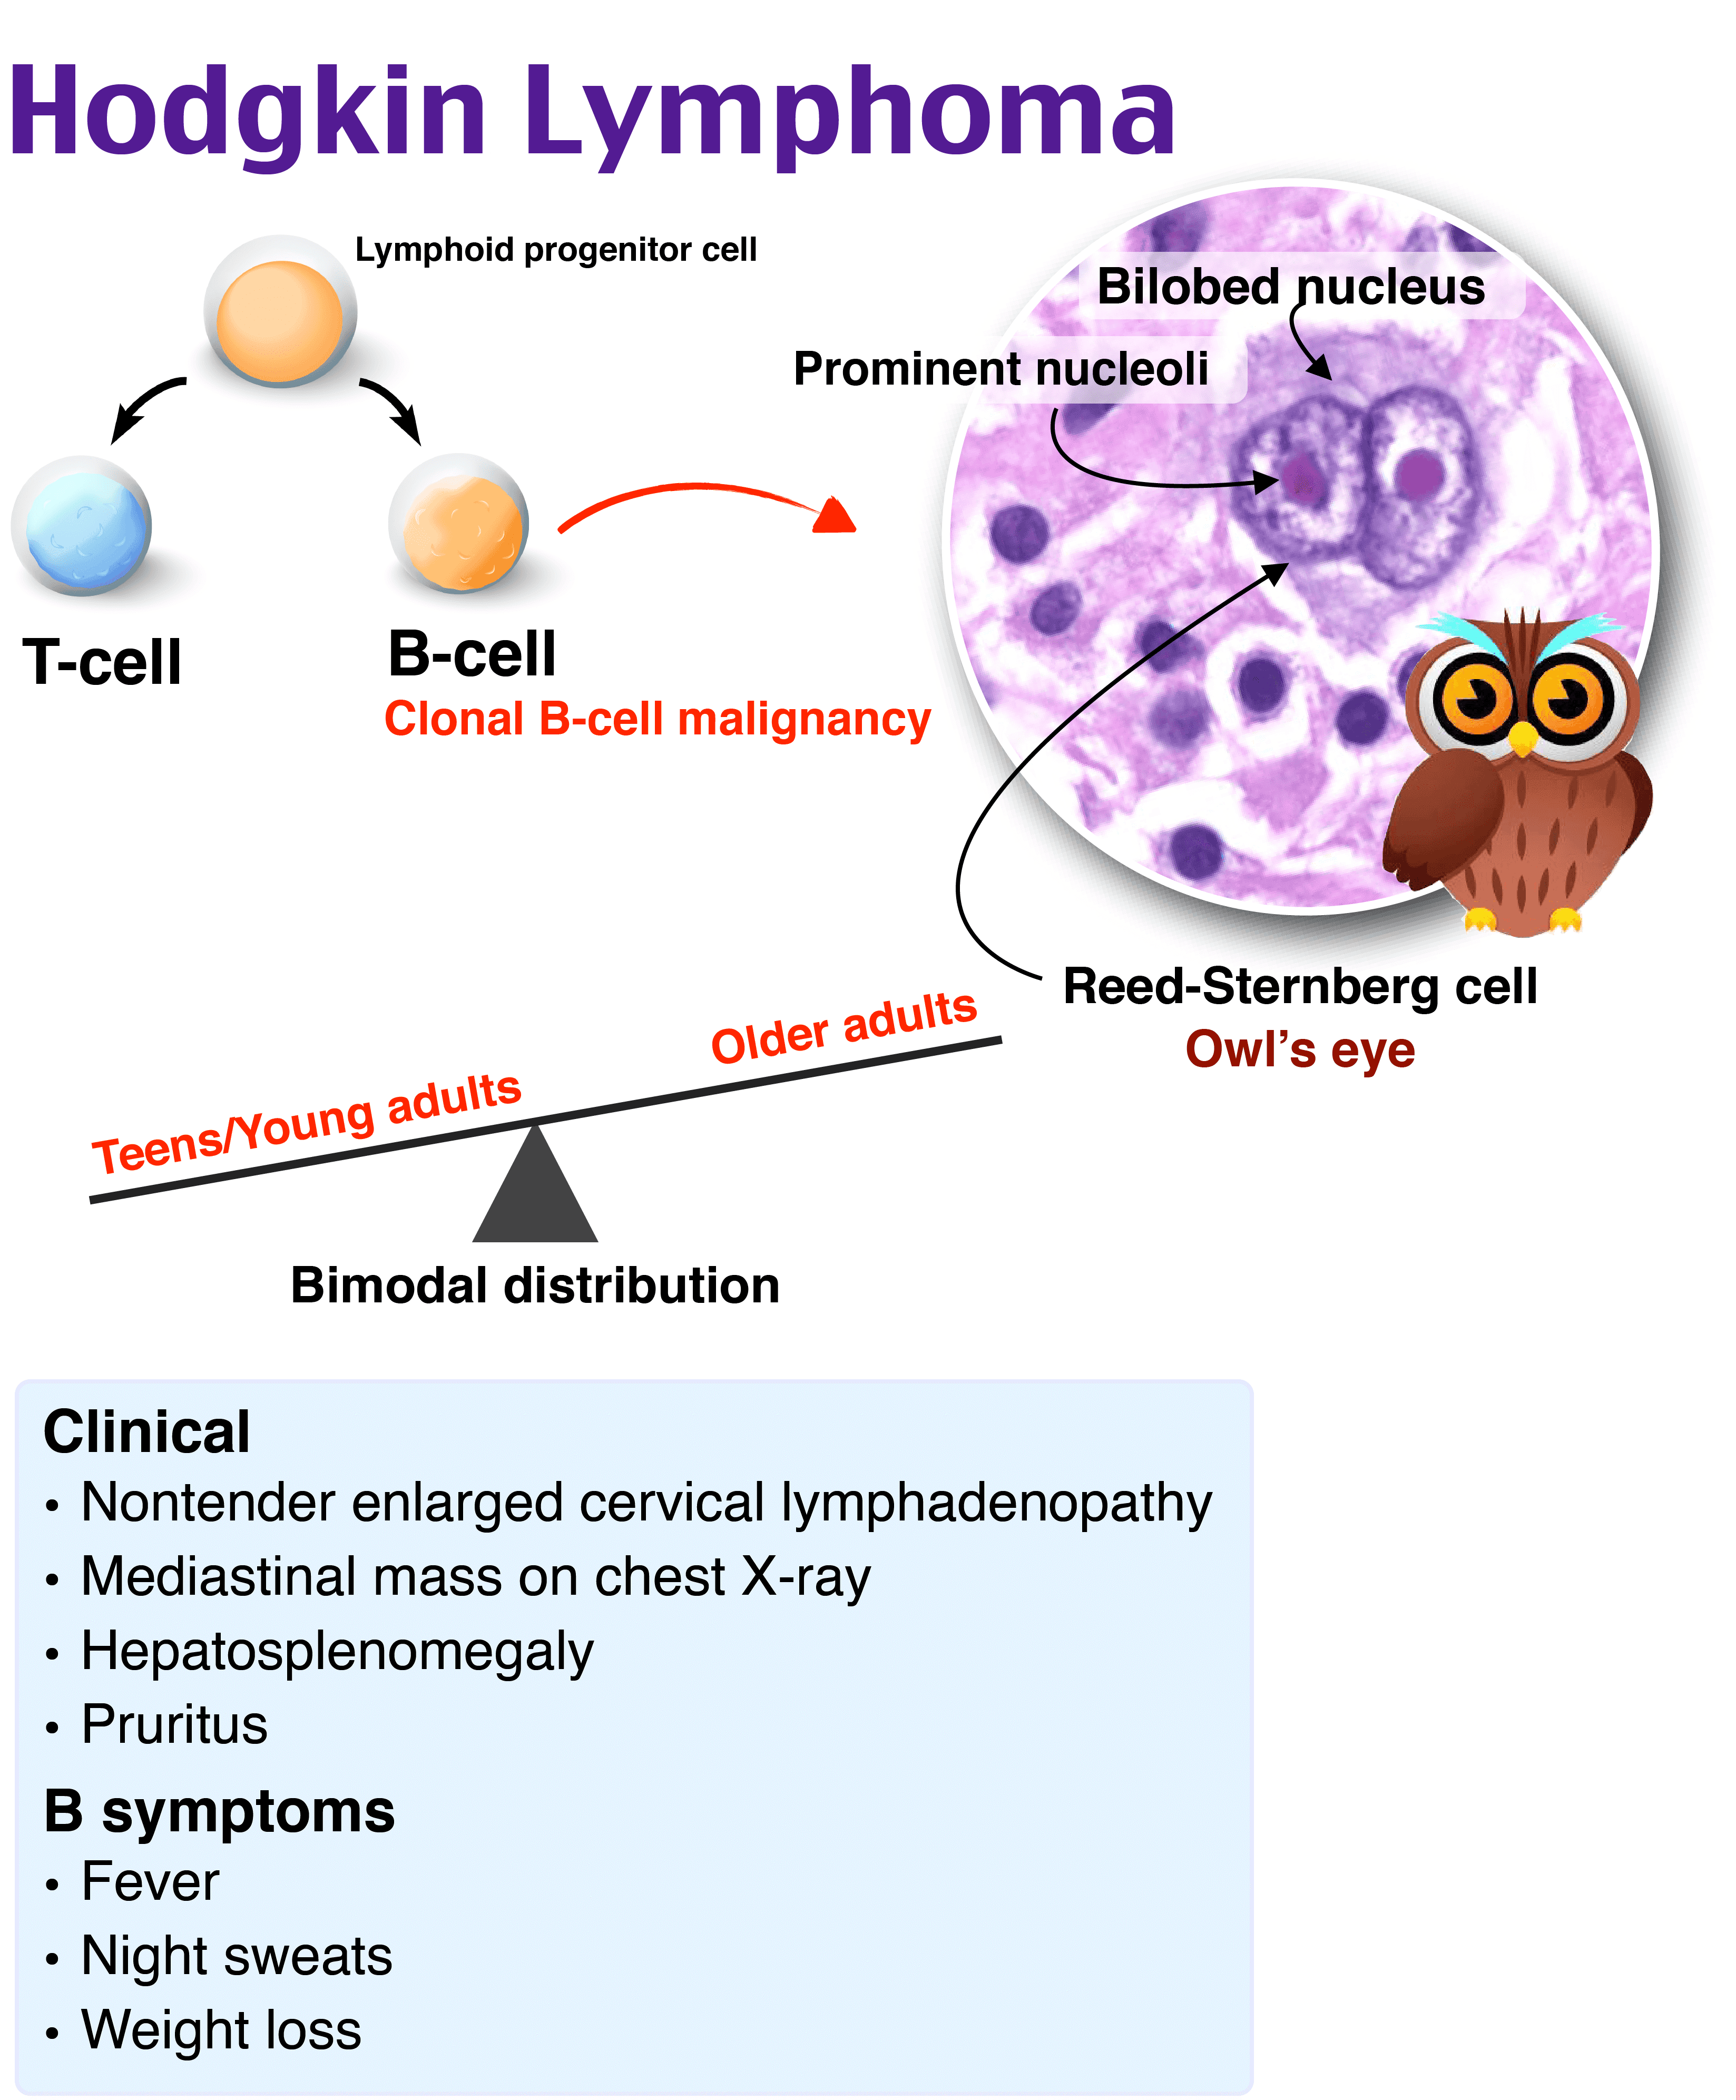 Hodgkin Lymphoma
Lymphoid progenitor cell
Bilobed nucleus
Prominent nucleoli
T-cell
B-cell
Clonal B-cell malignancy
Reed-Sternberg cell
Owl’s eye
Teens/Young adults
Older adults
Bimodal distribution
Clinical
• Nontender enlarged cervical lymphadenopathy
• Mediastinal mass on chest X-ray
• Hepatosplenomegaly
• Pruritus
B symptoms
• Fever
• Night sweats
• Weight loss